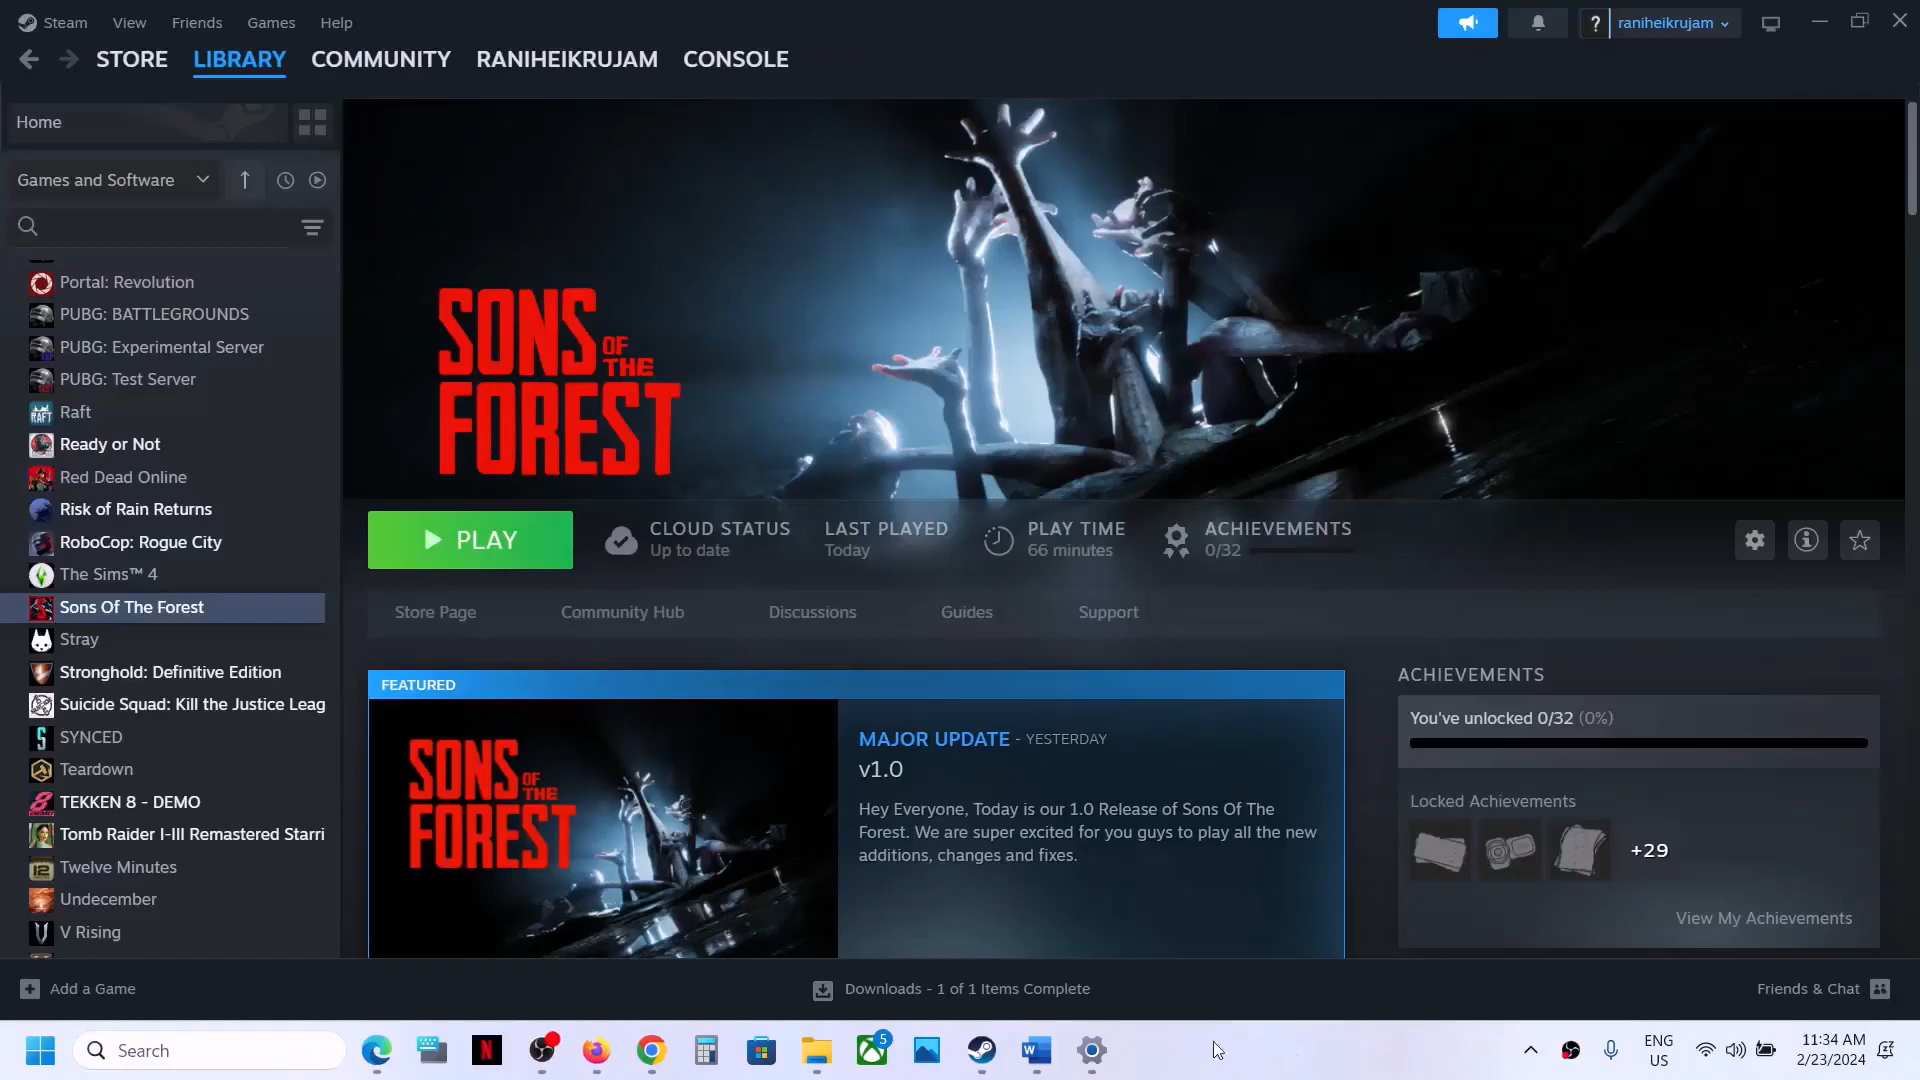 Steam View Friends Games Help
? raniheikrujam
STORE LIBRARY COMMUNITY RANIHEIKRUJAM CONSOLE
Home
Games and Software
Portal: Revolution
PUBG: BATTLEGROUNDS
PUBG: Experimental Server
PUBG: Test Server
Raft
Ready or Not
Red Dead Online
Risk of Rain Returns
RoboCop: Rogue City
The Sims™ 4
Sons Of The Forest
Stray
Stronghold: Definitive Edition
Suicide Squad: Kill the Justice Leag
SYNCED
Teardown
TEKKEN 8 - DEMO
Tomb Raider I-III Remastered Starri
Twelve Minutes
Undecember
V Rising
SONS OF
THE
FOREST
PLAY
CLOUD STATUS
Up to date
LAST PLAYED
Today
PLAY TIME
66 minutes
ACHIEVEMENTS
0/32
Store Page Community Hub Discussions Guides Support
FEATURED
SONS OF
THE
FOREST
MAJOR UPDATE - YESTERDAY
v1.0
Hey Everyone, Today is our 1.0 Release of Sons Of The
Forest. We are super excited for you guys to play all the new
additions, changes and fixes.
ACHIEVEMENTS
You've unlocked 0/32 (0%)
Locked Achievements
+29
View My Achievements
Add a Game
Downloads - 1 of 1 Items Complete
Friends & Chat
Search
5
ENG
US
11:34 AM
2/23/2024